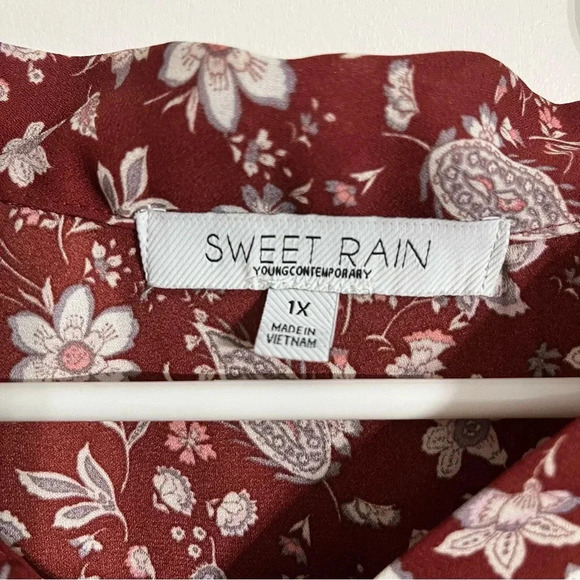 SWEET RAIN
YOUNGCONTEMPORARY
1X
MADE IN
VIETNAM